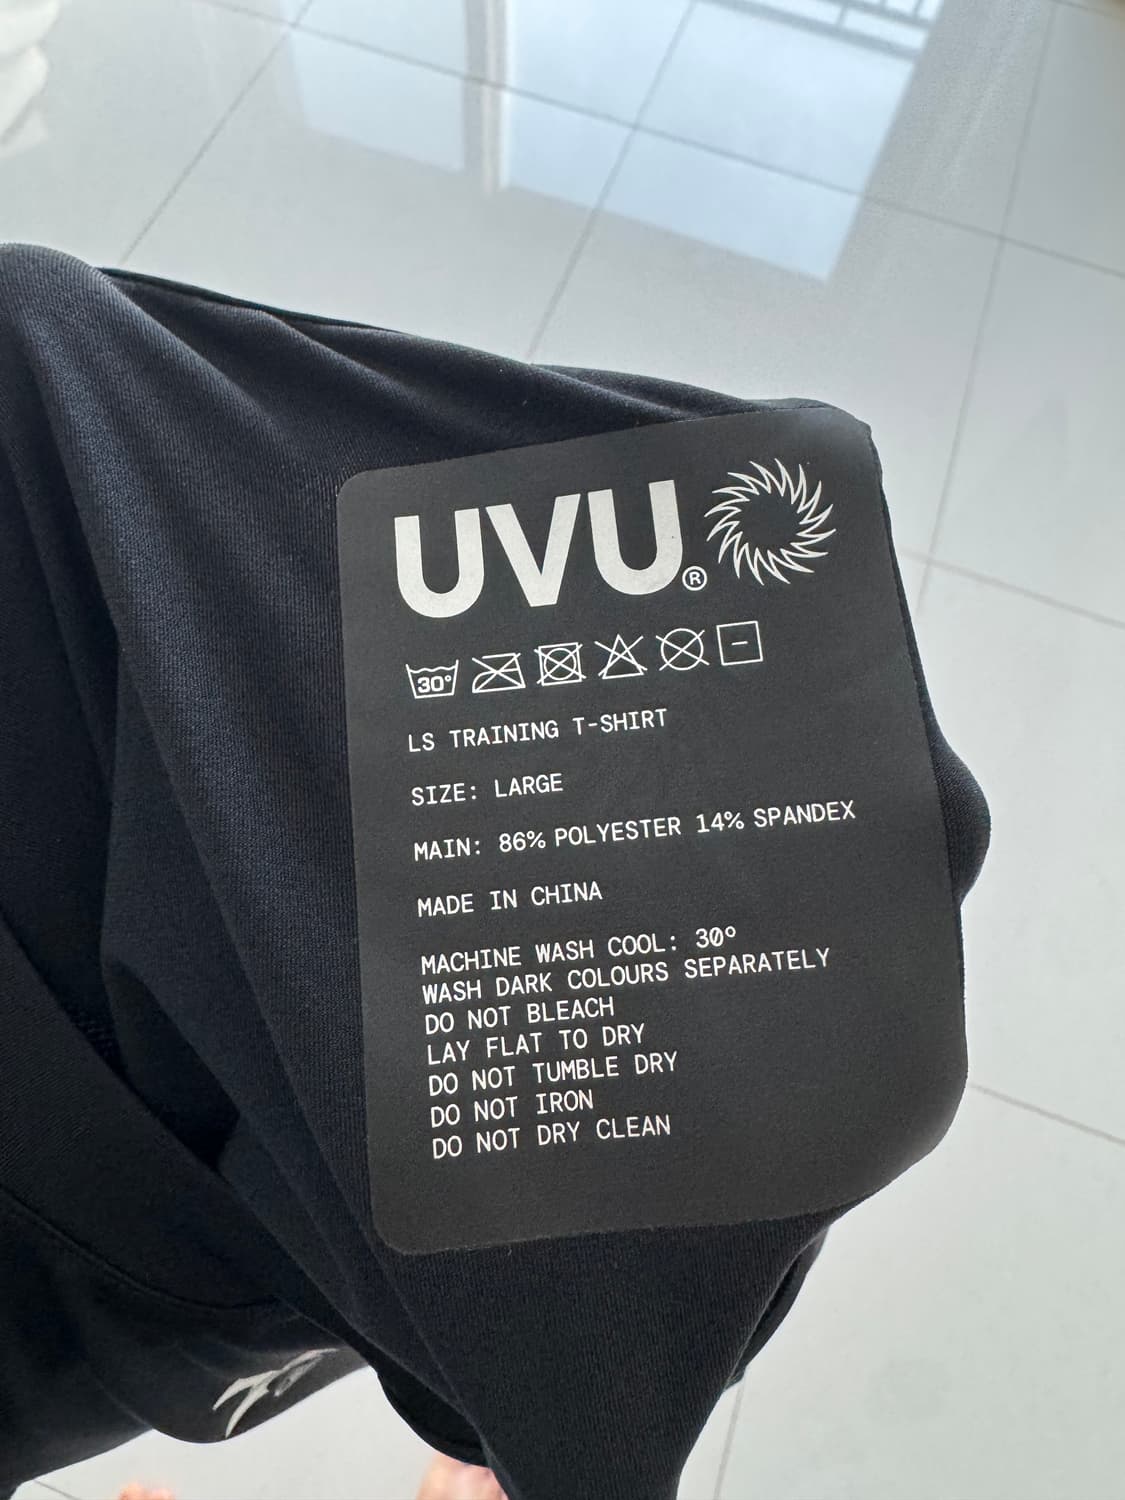 UVU®
30°
LS TRAINING T-SHIRT
SIZE: LARGE
MAIN: 86% POLYESTER 14% SPANDEX
MADE IN CHINA
MACHINE WASH COOL: 30º
WASH DARK COLOURS SEPARATELY
DO NOT BLEACH
LAY FLAT TO DRY
DO NOT TUMBLE DRY
DO NOT IRON
DO NOT DRY CLEAN